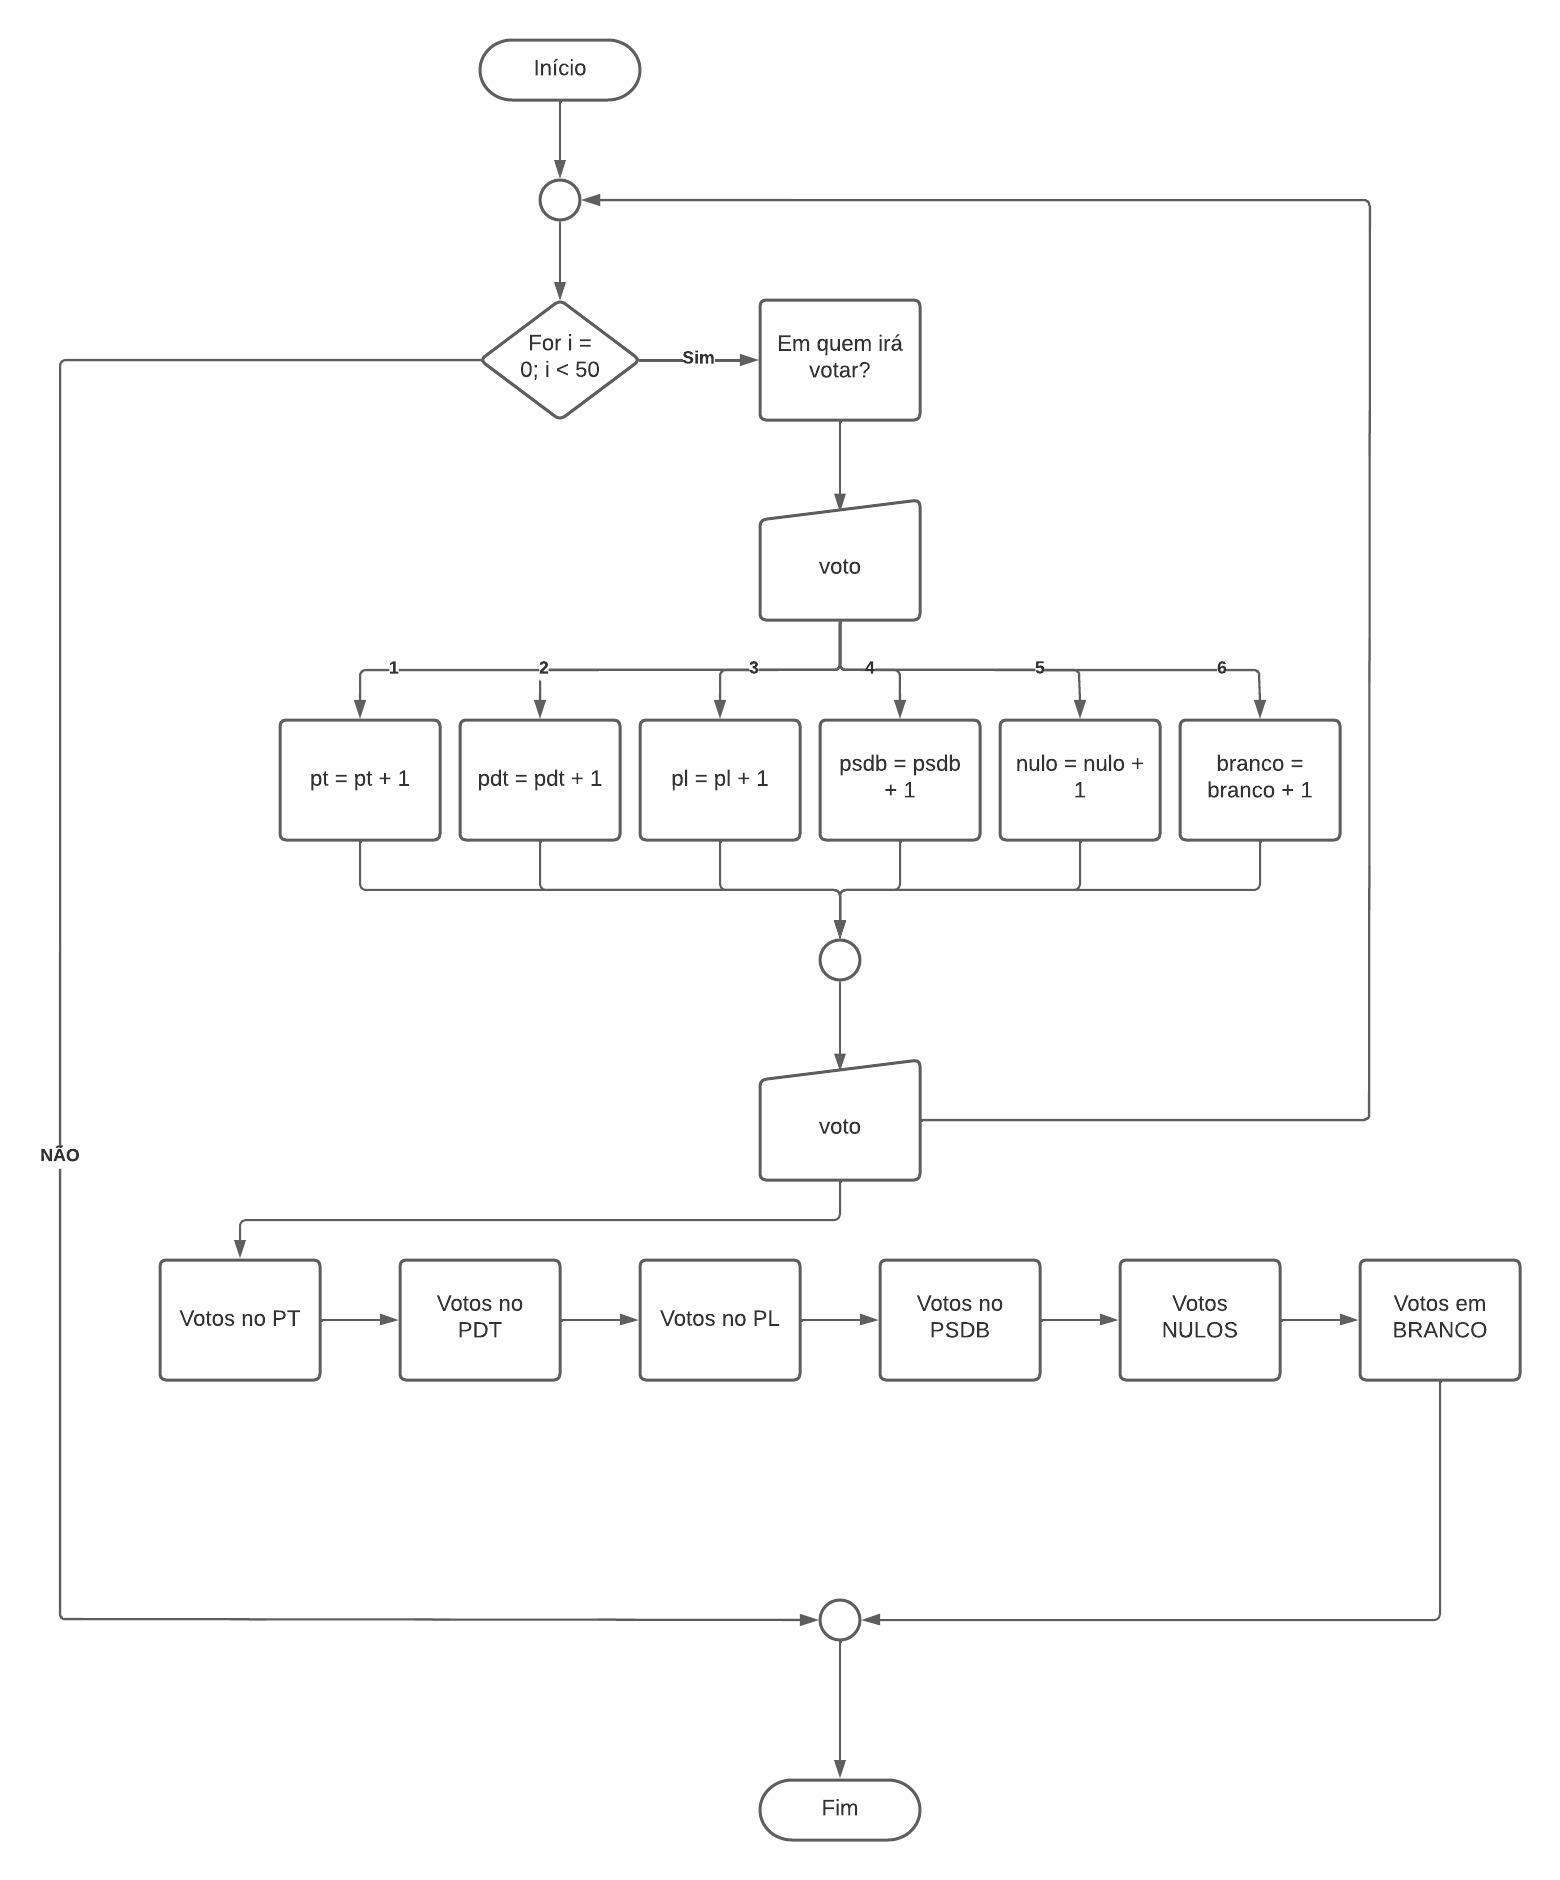 Início
For i =
0; i < 50
Sim
Em quem irá
votar?
voto
1
2
3
4
5
6
pt = pt + 1
pdt = pdt + 1
pl = pl + 1
psdb = psdb
+ 1
nulo = nulo +
1
branco =
branco + 1
voto
NÃO
Votos no PT
Votos no
PDT
Votos no PL
Votos no
PSDB
Votos
NULOS
Votos em
BRANCO
Fim